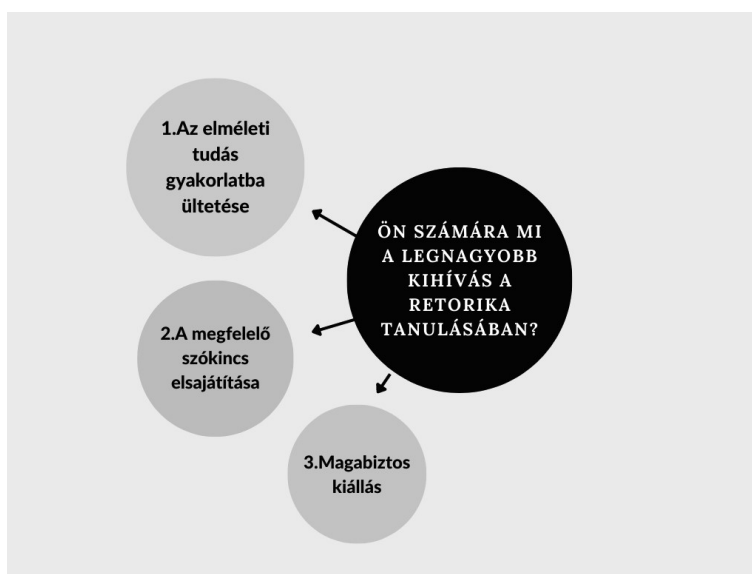 1.Az elméleti
tudás
gyakorlatba
ültetése
ÖN SZÁMÁRA MI
A LEGNAGYOBB
KIHÍVÁS A
RETORIKA
TANULÁSÁBAN?
2.A megfelelő
szókincs
elsajátítása
3.Magabiztos
kiállás